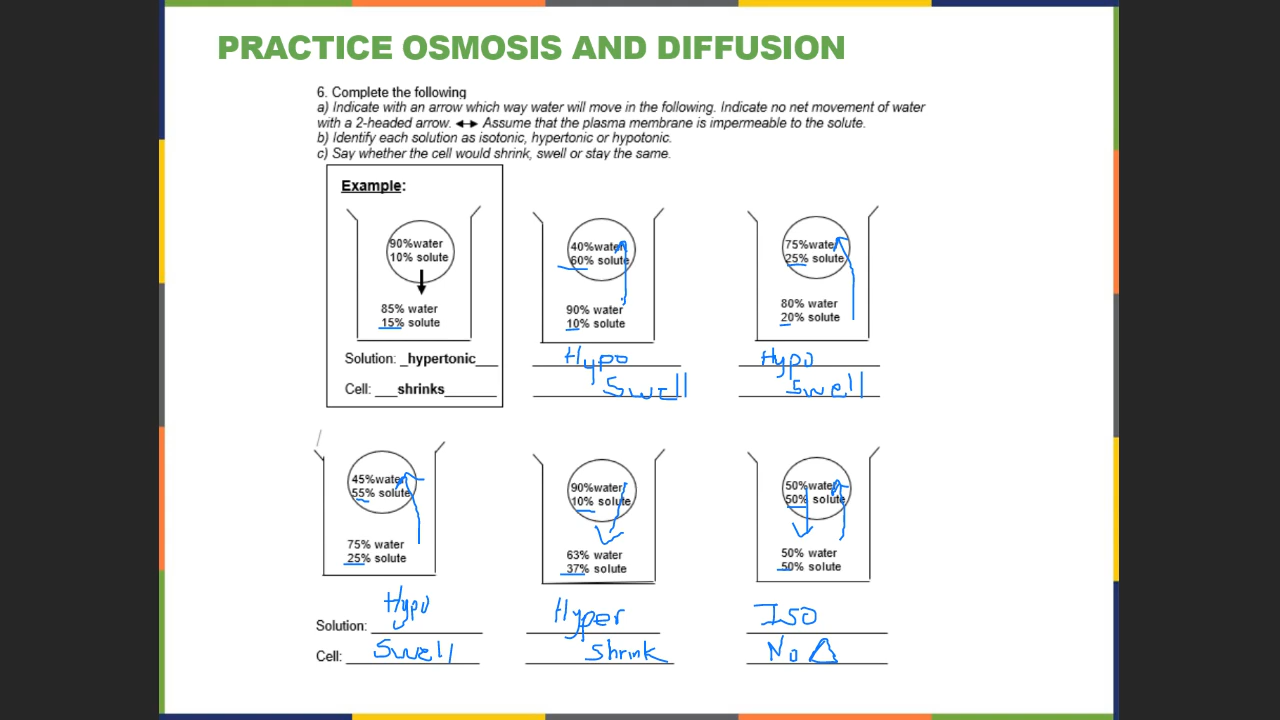 PRACTICE OSMOSIS AND DIFFUSION
6. Complete the following
a) Indicate with an arrow which way water will move in the following. Indicate no net movement of water
with a 2-headed arrow. ↔ Assume that the plasma membrane is impermeable to the solute.
b) Identify each solution as isotonic, hypertonic or hypotonic.
c) Say whether the cell would shrink, swell or stay the same.
Example:
90%water
10% solute
85% water
15% solute
Solution: _hypertonic___
Cell: ___shrinks_______
40%water
60% solute
90% water
10% solute
Hypo
Swell
75%water
25% solute
80% water
20% solute
Hypo
Swell
45%water
55% solute
75% water
25% solute
Solution: Hypo
Cell: Swell
90%water
10% solute
63% water
37% solute
Hyper
Shrink
50%water
50% solute
50% water
50% solute
Iso
No △